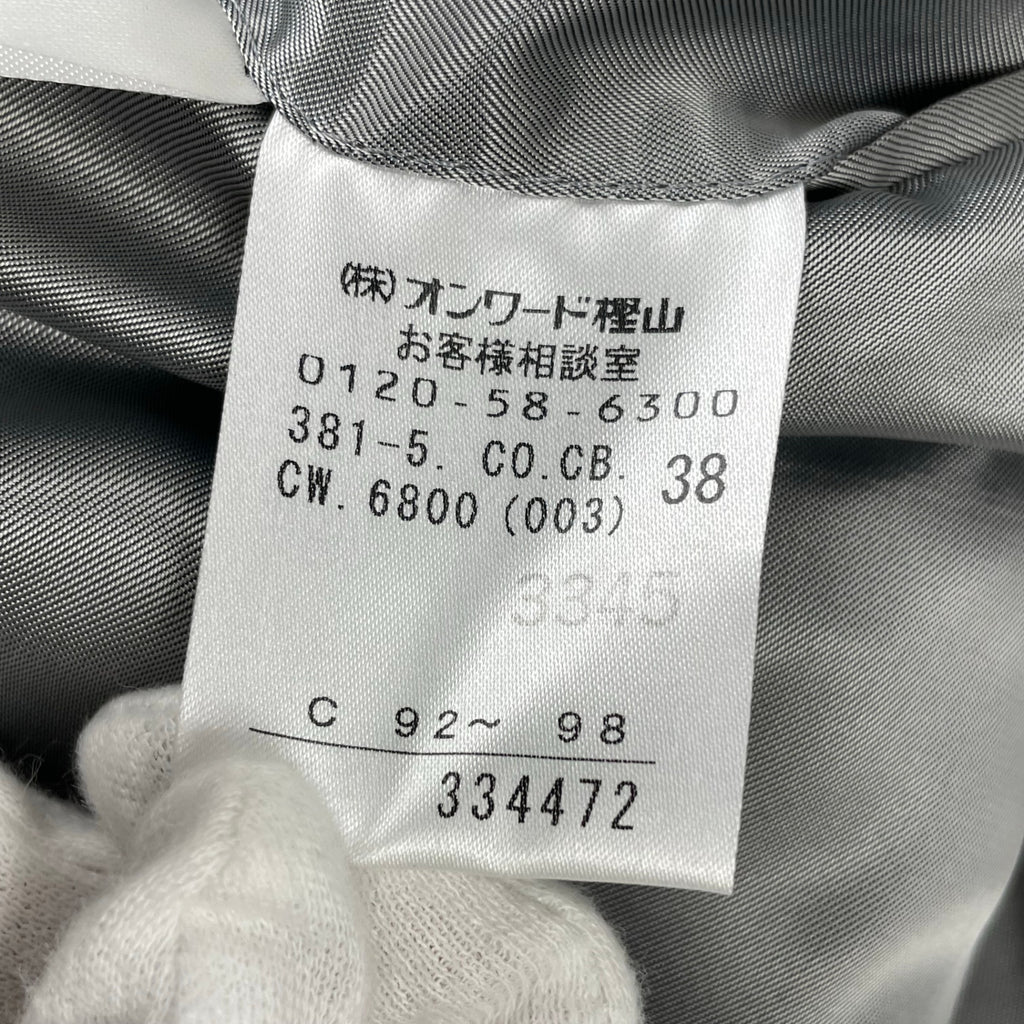 (株)オンワード樫山
お客様相談室
0120-58-6300
381-5. CO.CB. 38
CW. 6800 (003)
3345
C 92～ 98
334472